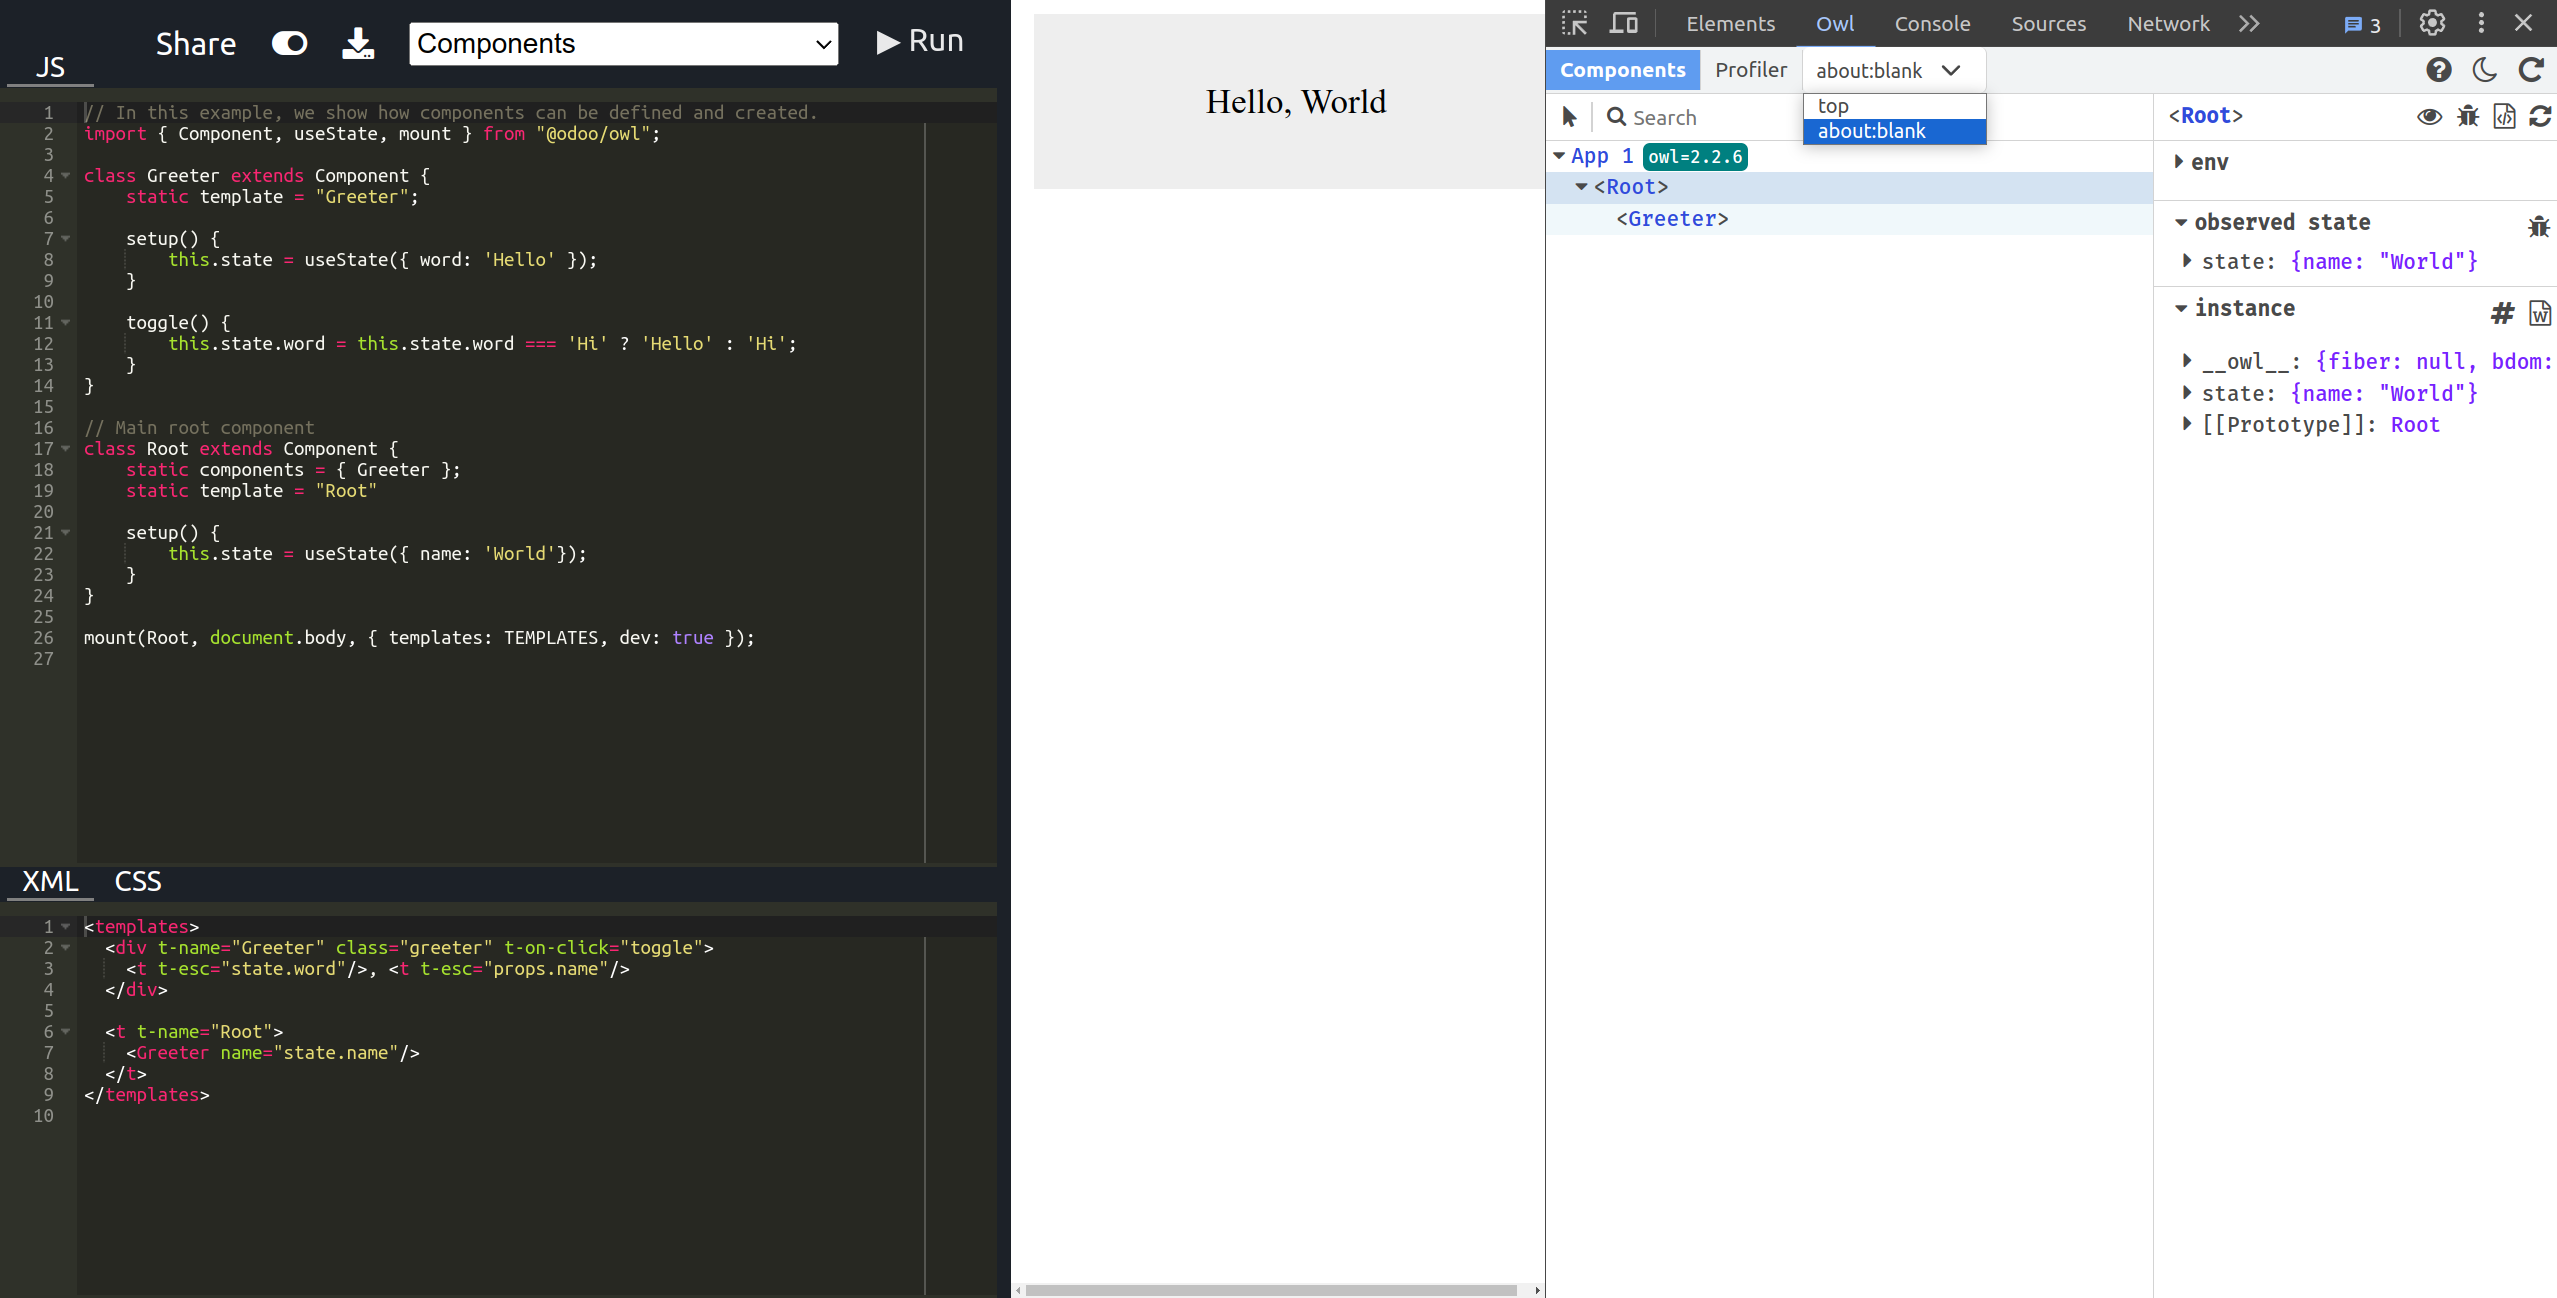 Share
Components
Run
JS
1 // In this example, we show how components can be defined and created.
2 import { Component, useState, mount } from "@odoo/owl";
3
4 class Greeter extends Component {
5 static template = "Greeter";
6
7 setup() {
8 this.state = useState({ word: 'Hello' });
9 }
10
11 toggle() {
12 this.state.word = this.state.word === 'Hi' ? 'Hello' : 'Hi';
13 }
14 }
15
16 // Main root component
17 class Root extends Component {
18 static components = { Greeter };
19 static template = "Root"
20
21 setup() {
22 this.state = useState({ name: 'World'});
23 }
24 }
25
26 mount(Root, document.body, { templates: TEMPLATES, dev: true });
27
XML CSS
1 <templates>
2 <div t-name="Greeter" class="greeter" t-on-click="toggle">
3 <t t-esc="state.word"/>, <t t-esc="props.name"/>
4 </div>
5
6 <t t-name="Root">
7 <Greeter name="state.name"/>
8 </t>
9 </templates>
10
Hello, World
Elements Owl Console Sources Network 3
Components Profiler about:blank
top
about:blank
Search
App 1 owl=2.2.6
<Root>
<Greeter>
<Root>
env
observed state
state: {name: "World"}
instance
__owl__: {fiber: null, bdom:
state: {name: "World"}
[[Prototype]]: Root